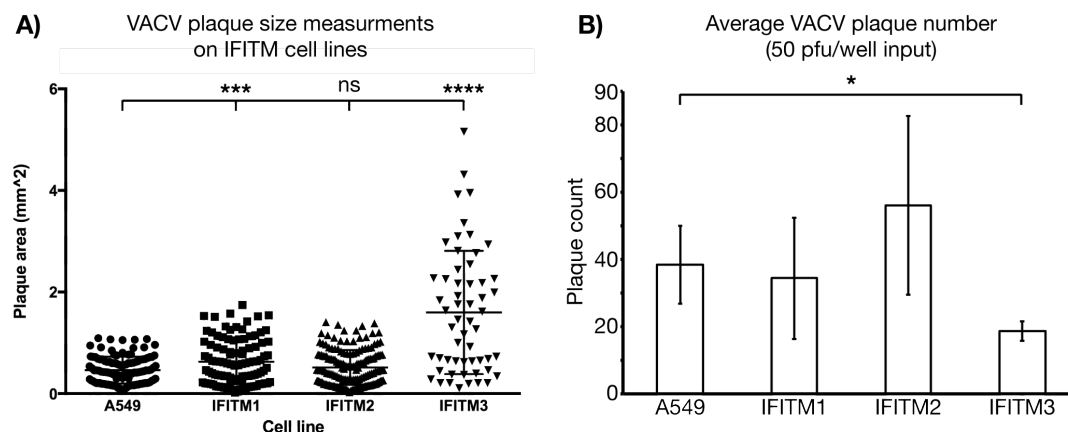 A)
VACV plaque size measurments
on IFITM cell lines
*** ns ****
6
4
2
0
Plaque area (mm^2)
A549 IFITM1 IFITM2 IFITM3
Cell line
B)
Average VACV plaque number
(50 pfu/well input)
*
90
80
60
40
20
0
Plaque count
A549 IFITM1 IFITM2 IFITM3